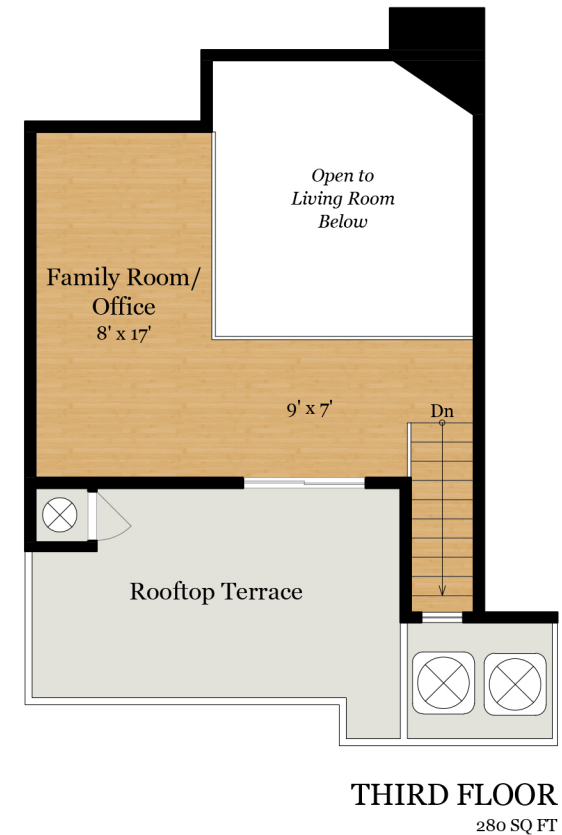 Open to
Living Room
Below
Family Room/
Office
8' x 17'
9' x 7'
Dn
Rooftop Terrace
THIRD FLOOR
280 SQ FT